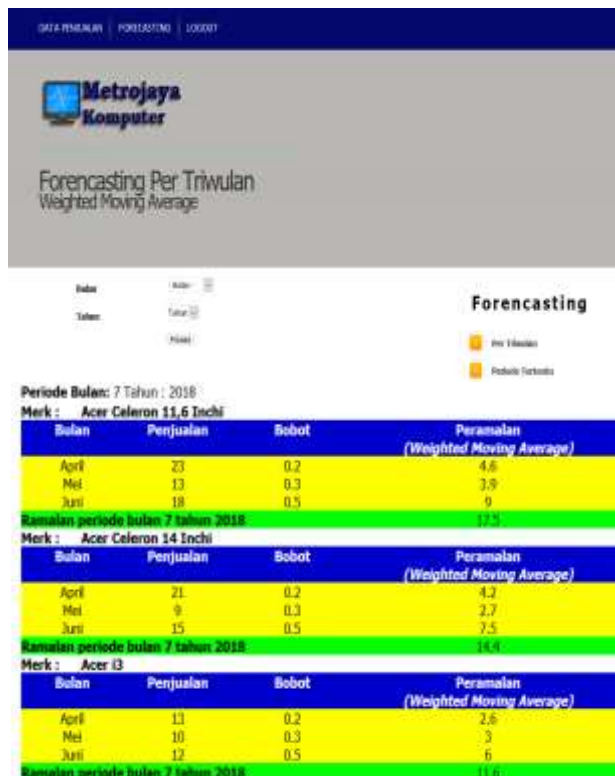 DATA PENJUALAN | FORECASTING | LOGOUT
Metrojaya
Komputer
Forencasting Per Triwulan
Weighted Moving Average
Bulan Bulan
Tahun Tahun
Forencasting
Per Triwulan
Periode Tertentu
Periode Bulan: 7 Tahun : 2018
Merk : Acer Celeron 11,6 Inchi
Bulan Penjualan Bobot Peramalan
(Weighted Moving Average)
April 23 0.2 4.6
Mei 13 0.3 3.9
Juni 18 0.5 9
Ramalan periode bulan 7 tahun 2018 17.5
Merk : Acer Celeron 14 Inchi
Bulan Penjualan Bobot Peramalan
(Weighted Moving Average)
April 21 0.2 4.2
Mei 9 0.3 2.7
Juni 15 0.5 7.5
Ramalan periode bulan 7 tahun 2018 14.4
Merk : Acer i3
Bulan Penjualan Bobot Peramalan
(Weighted Moving Average)
April 13 0.2 2.6
Mei 10 0.3 3
Juni 12 0.5 6
Ramalan periode bulan 7 tahun 2018 11.6